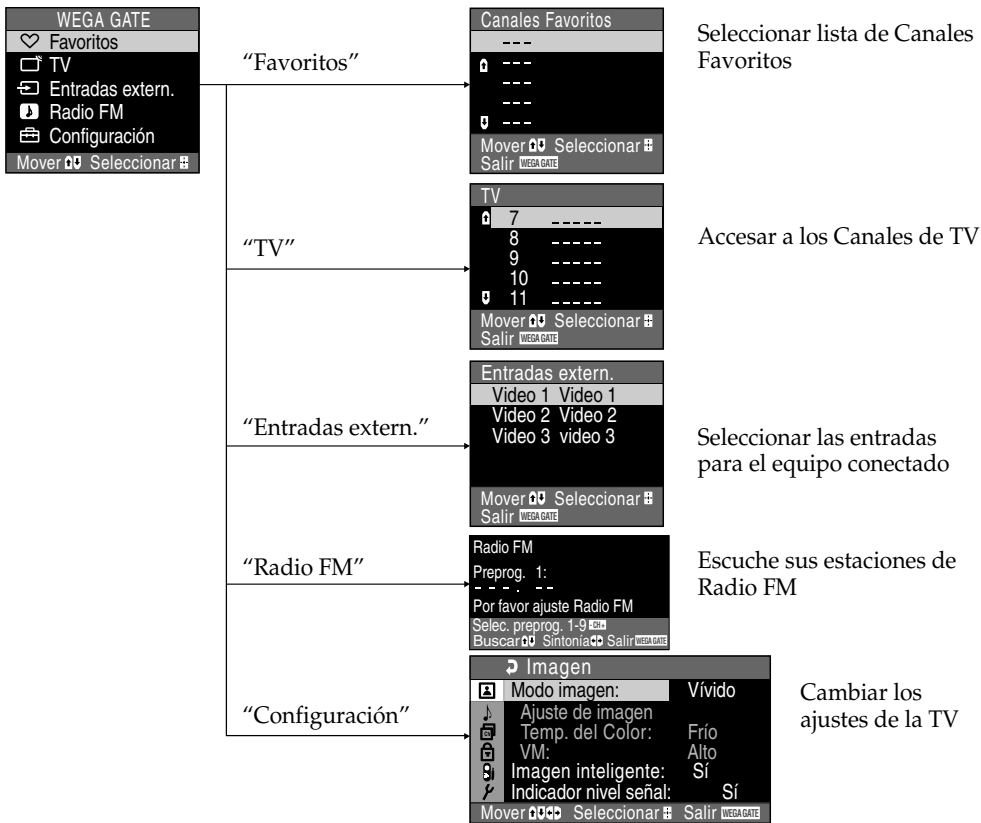 WEGA GATE
Favoritos
TV
Entradas extern.
Radio FM
Configuración
Mover Seleccionar
“Favoritos”
Canales Favoritos
---
---
---
---
---
Mover Seleccionar
Salir WEGA GATE
Seleccionar lista de Canales
Favoritos
“TV”
TV
7 -----
8 -----
9 -----
10 -----
11 -----
Mover Seleccionar
Salir WEGA GATE
Accesar a los Canales de TV
“Entradas extern.”
Entradas extern.
Video 1 Video 1
Video 2 Video 2
Video 3 video 3
Mover Seleccionar
Salir WEGA GATE
Seleccionar las entradas
para el equipo conectado
“Radio FM”
Radio FM
Preprog. 1:
---. --
Por favor ajuste Radio FM
Selec. preprog. 1-9 -CH+
Buscar Sintonía Salir WEGA GATE
Escuche sus estaciones de
Radio FM
“Configuración”
Imagen
Modo imagen: Vívido
Ajuste de imagen
Temp. del Color: Frío
VM: Alto
Imagen inteligente: Sí
Indicador nivel señal: Sí
Mover Seleccionar Salir WEGA GATE
Cambiar los
ajustes de la TV